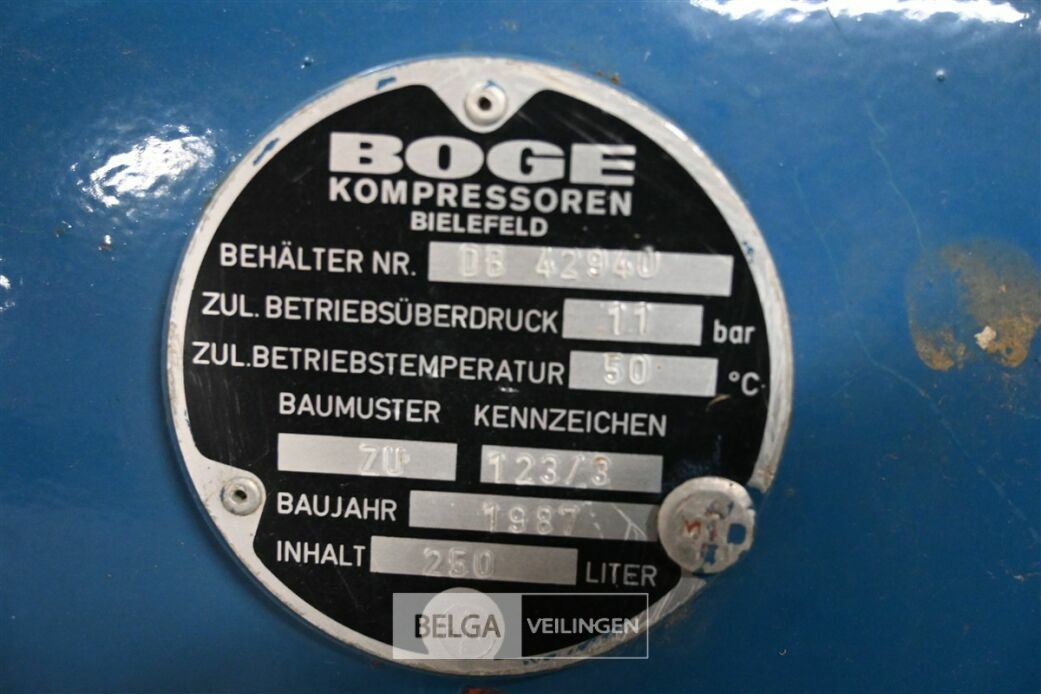 BOGE
KOMPRESSOREN
BIELEFELD
BEHÄLTER NR. DB 42940
ZUL. BETRIEBSÜBERDRUCK 11 bar
ZUL. BETRIEBSTEMPERATUR 50 °C
BAUMUSTER KENNZEICHEN
ZU 123/3
BAUJAHR 1987
INHALT 250 LITER
BELGA VEILINGEN